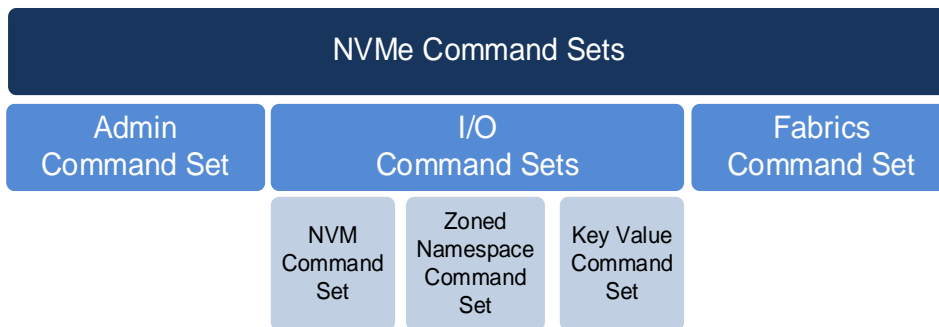 NVMe Command Sets
Admin
Command Set
I/O
Command Sets
Fabrics
Command Set
NVM
Command
Set
Zoned
Namespace
Command
Set
Key Value
Command
Set